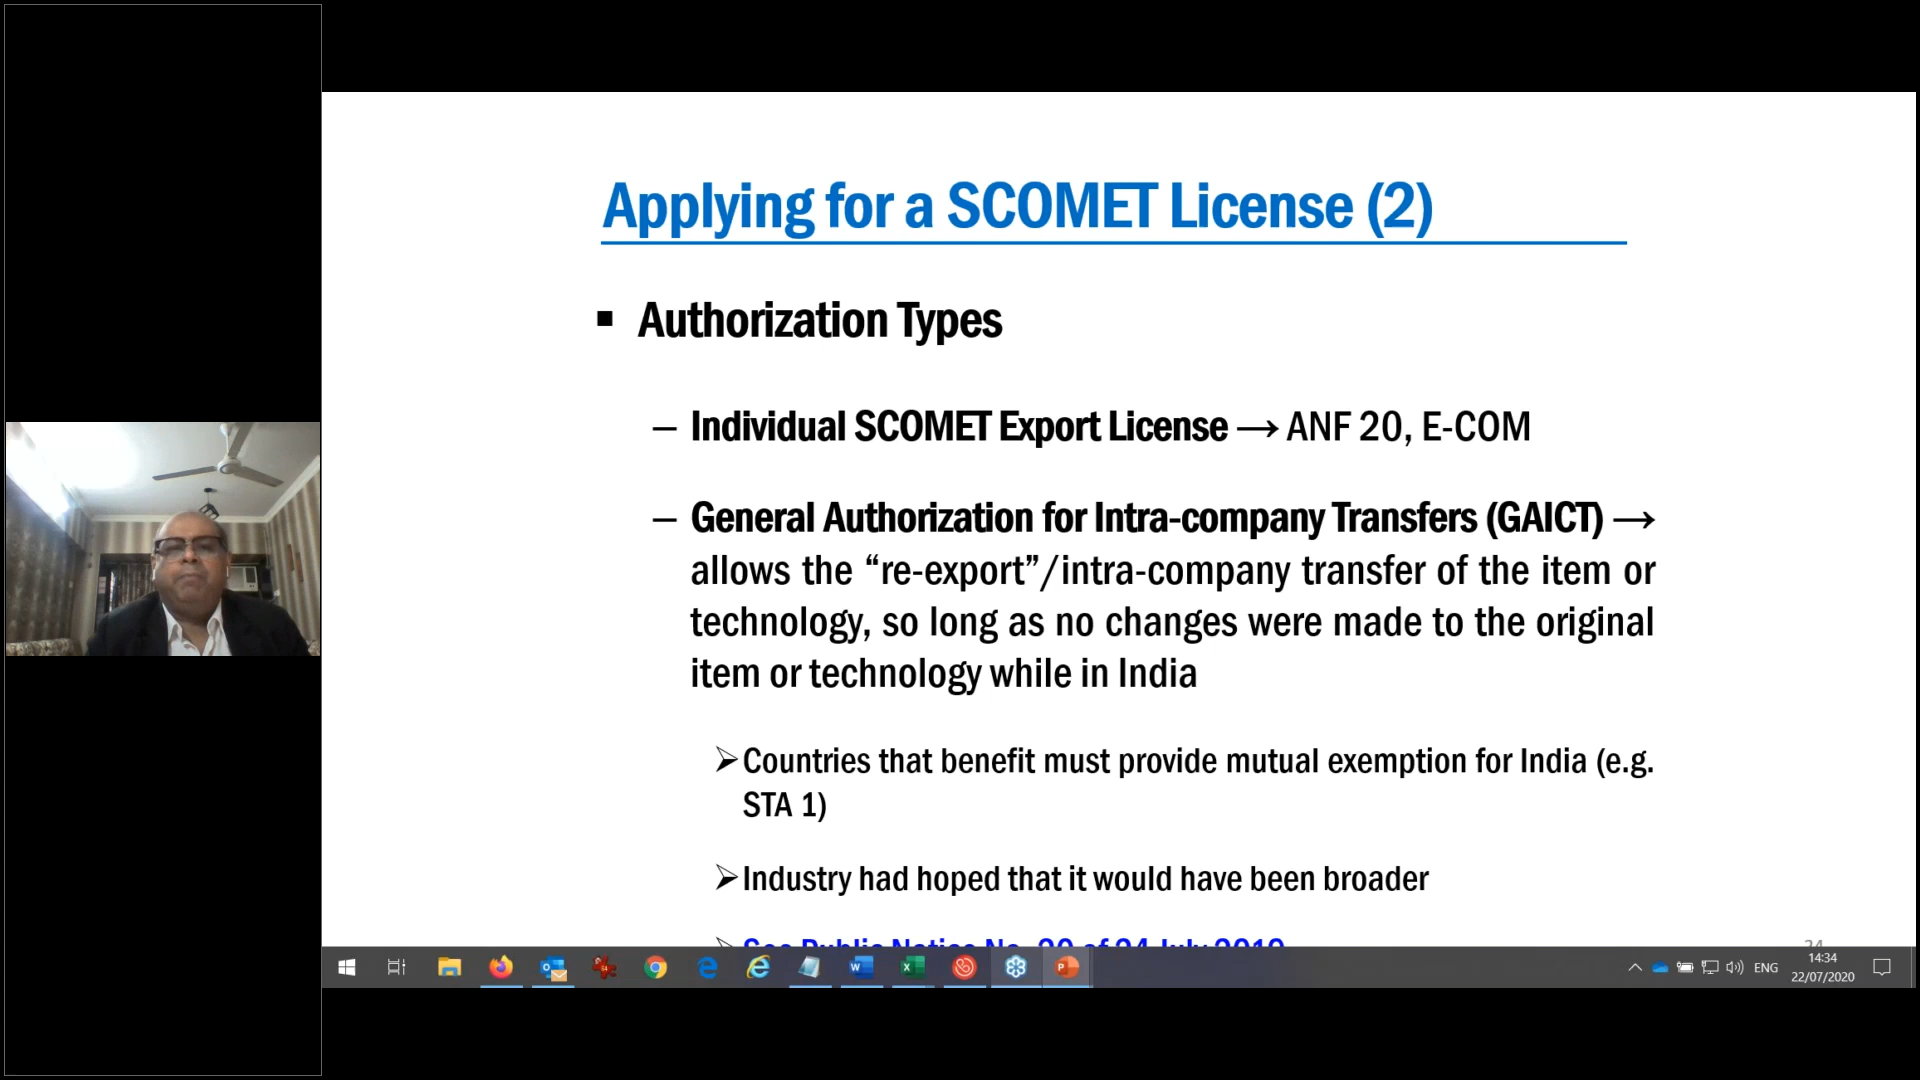 Applying for a SCOMET License (2)
▪ Authorization Types
– Individual SCOMET Export License → ANF 20, E-COM
– General Authorization for Intra-company Transfers (GAICT) →
allows the “re-export”/intra-company transfer of the item or
technology, so long as no changes were made to the original
item or technology while in India
➢Countries that benefit must provide mutual exemption for India (e.g.
STA 1)
➢Industry had hoped that it would have been broader
➢See Public Notice No. 20 of 24 July 2019
ENG
14:34
22/07/2020